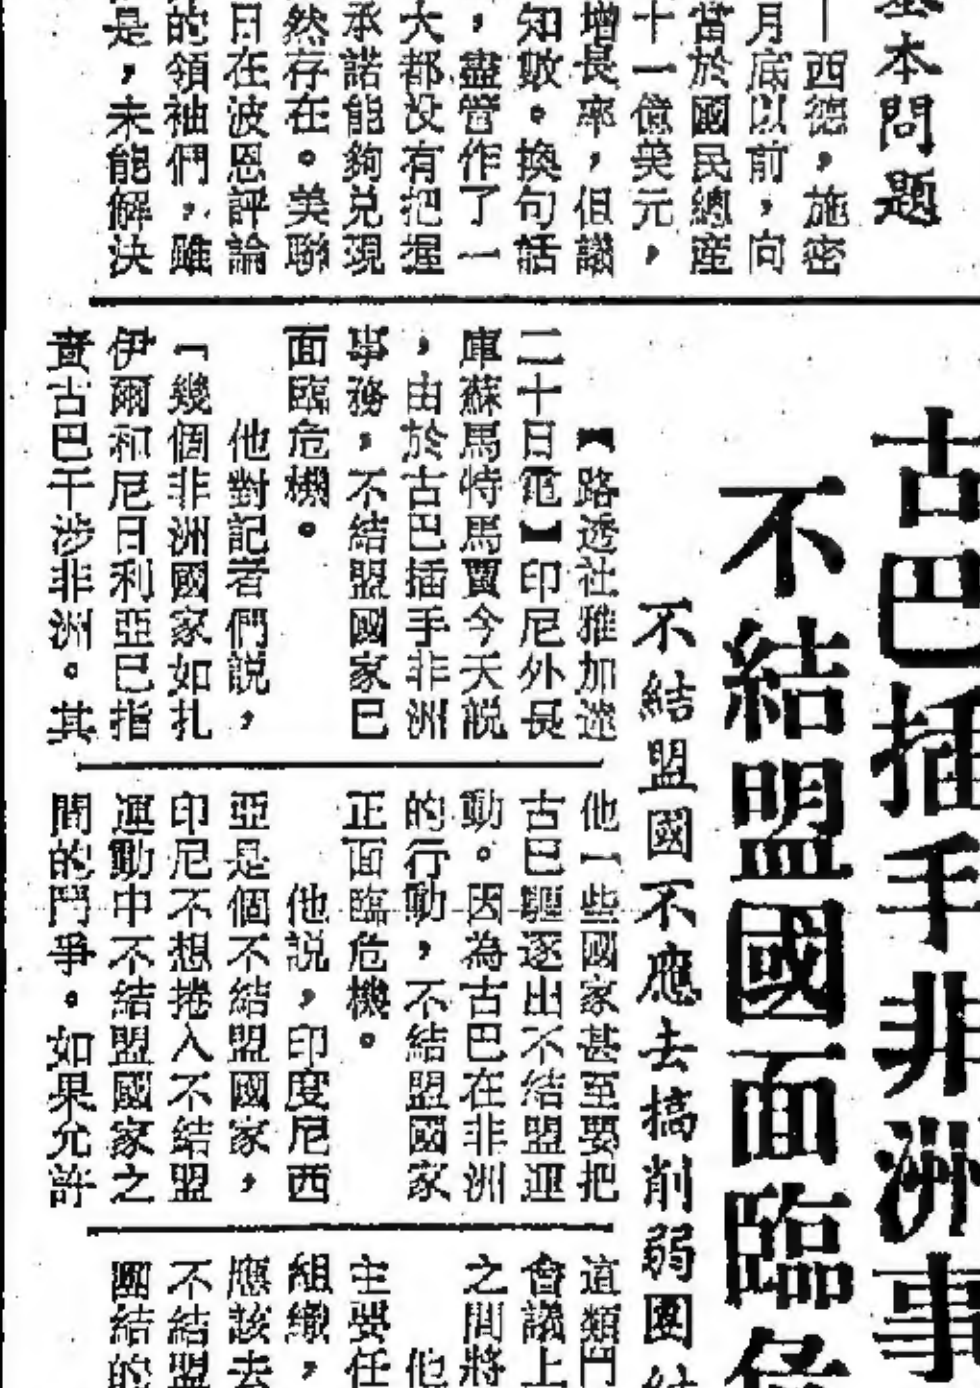 基本問題
—西德，施密
月底以前，向
當於國民總産
十一億美元，
增長率，但議
知數。換句話
，盡管作了一
大都没有把握
承諾能夠兑現
然存在。美聯
日在波恩評論
的領袖們，雖
是，未能解决
古巴插手非洲事
不結盟國面臨危
不結盟國不應去搞削弱團結
【路透社雅加達
二十日電】印尼外長
庫蘇馬特馬賈今天説
，由於古巴插手非洲
事務，不結盟國家已
面臨危機。
他對記者們説，
「幾個非洲國家如扎
伊爾和尼日利亞已指
責古巴干涉非洲。其
他一些國家甚至要把
古巴驅逐出不結盟運
動。因為古巴在非洲
的行動，不結盟國家
正面臨危機。
他説，印度尼西
亞是個不結盟國家，
印尼不想捲入不結盟
運動中不結盟國家之
間的鬥爭。如果允許
道類鬥
會議上
之間將
他
主要任
組織，
應該去
不結盟
團結的